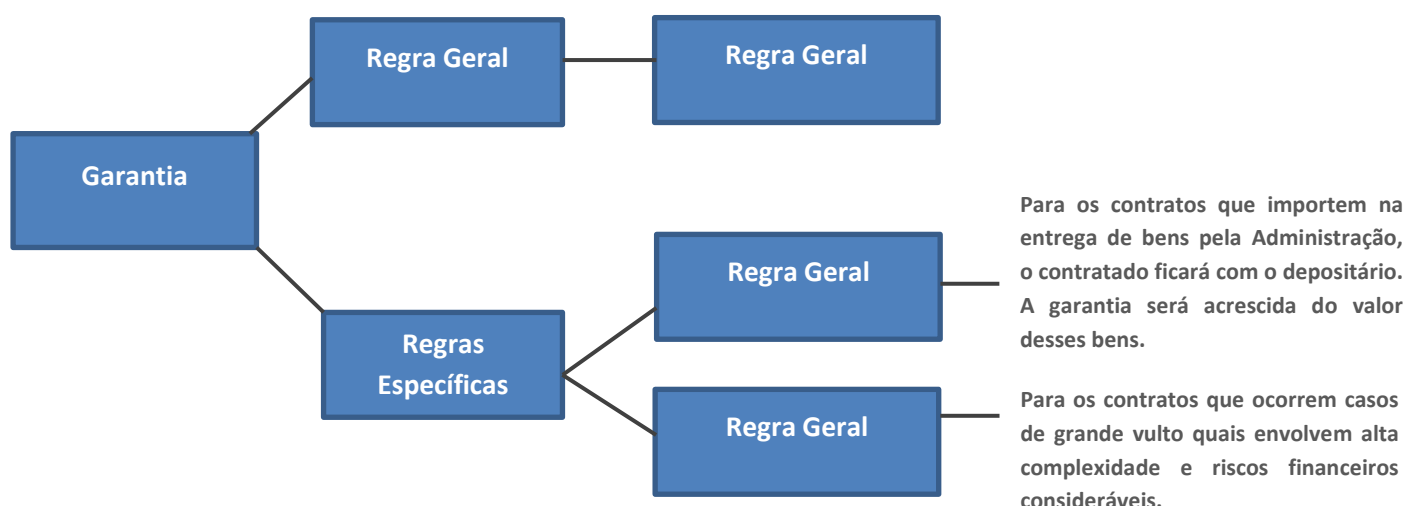 Regra Geral
Regra Geral
Garantia
Regras
Específicas
Regra Geral
Para os contratos que importem na
entrega de bens pela Administração,
o contratado ficará com o depositário.
A garantia será acrescida do valor
desses bens.
Regra Geral
Para os contratos que ocorrem casos
de grande vulto quais envolvem alta
complexidade e riscos financeiros
consideráveis.